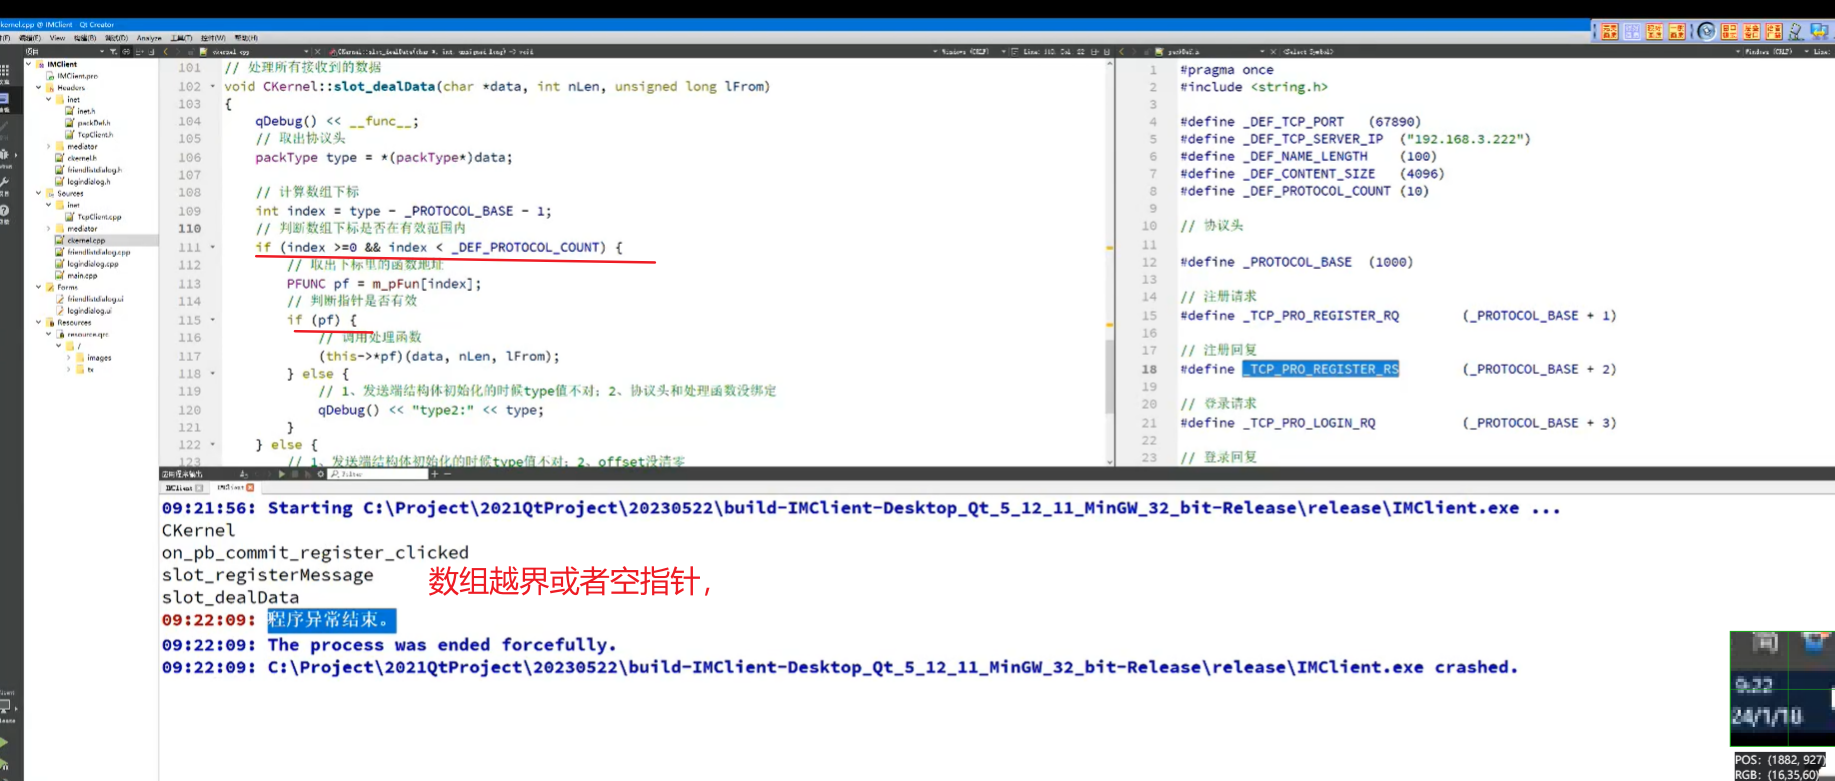 ckernel.cpp @ IMClient - Qt Creator
View
Analyze
IMClient
IMClient.pro
Headers
inet
inet.h
packDef.h
TcpClient.h
mediator
ckernel.h
friendlistdialog.h
logindialog.h
Sources
inet
TcpClient.cpp
mediator
ckernel.cpp
friendlistdialog.cpp
logindialog.cpp
main.cpp
Forms
friendlistdialog.ui
logindialog.ui
Resources
resource.qrc
/
images
tx
101 // 处理所有接收到的数据
102 void CKernel::slot_dealData(char *data, int nLen, unsigned long lFrom)
103 {
104 qDebug() << __func__;
105 // 取出协议头
106 packType type = *(packType*)data;
107
108 // 计算数组下标
109 int index = type - _PROTOCOL_BASE - 1;
110 // 判断数组下标是否在有效范围内
111 if (index >=0 && index < _DEF_PROTOCOL_COUNT) {
112 // 取出下标里的函数地址
113 PFUNC pf = m_pFun[index];
114 // 判断指针是否有效
115 if (pf) {
116 // 调用处理函数
117 (this->*pf)(data, nLen, lFrom);
118 } else {
119 // 1、发送端结构体初始化的时候type值不对；2、协议头和处理函数没绑定
120 qDebug() << "type2:" << type;
121 }
122 } else {
123 // 1、发送端结构体初始化的时候type值不对；2、offset没清零
1 #pragma once
2 #include <string.h>
3
4 #define _DEF_TCP_PORT (67890)
5 #define _DEF_TCP_SERVER_IP ("192.168.3.222")
6 #define _DEF_NAME_LENGTH (100)
7 #define _DEF_CONTENT_SIZE (4096)
8 #define _DEF_PROTOCOL_COUNT (10)
9
10 // 协议头
11
12 #define _PROTOCOL_BASE (1000)
13
14 // 注册请求
15 #define _TCP_PRO_REGISTER_RQ (_PROTOCOL_BASE + 1)
16
17 // 注册回复
18 #define _TCP_PRO_REGISTER_RS (_PROTOCOL_BASE + 2)
19
20 // 登录请求
21 #define _TCP_PRO_LOGIN_RQ (_PROTOCOL_BASE + 3)
22
23 // 登录回复
应用程序输出
Filter
IMClient
IMClient
09:21:56: Starting C:\Project\2021QtProject\20230522\build-IMClient-Desktop_Qt_5_12_11_MinGW_32_bit-Release\release\IMClient.exe ...
CKernel
on_pb_commit_register_clicked
slot_registerMessage
slot_dealData
数组越界或者空指针，
09:22:09: 程序异常结束。
09:22:09: The process was ended forcefully.
09:22:09: C:\Project\2021QtProject\20230522\build-IMClient-Desktop_Qt_5_12_11_MinGW_32_bit-Release\release\IMClient.exe crashed.
9:22
24/1/18
POS: (1882, 927)
RGB: (16,35,60)